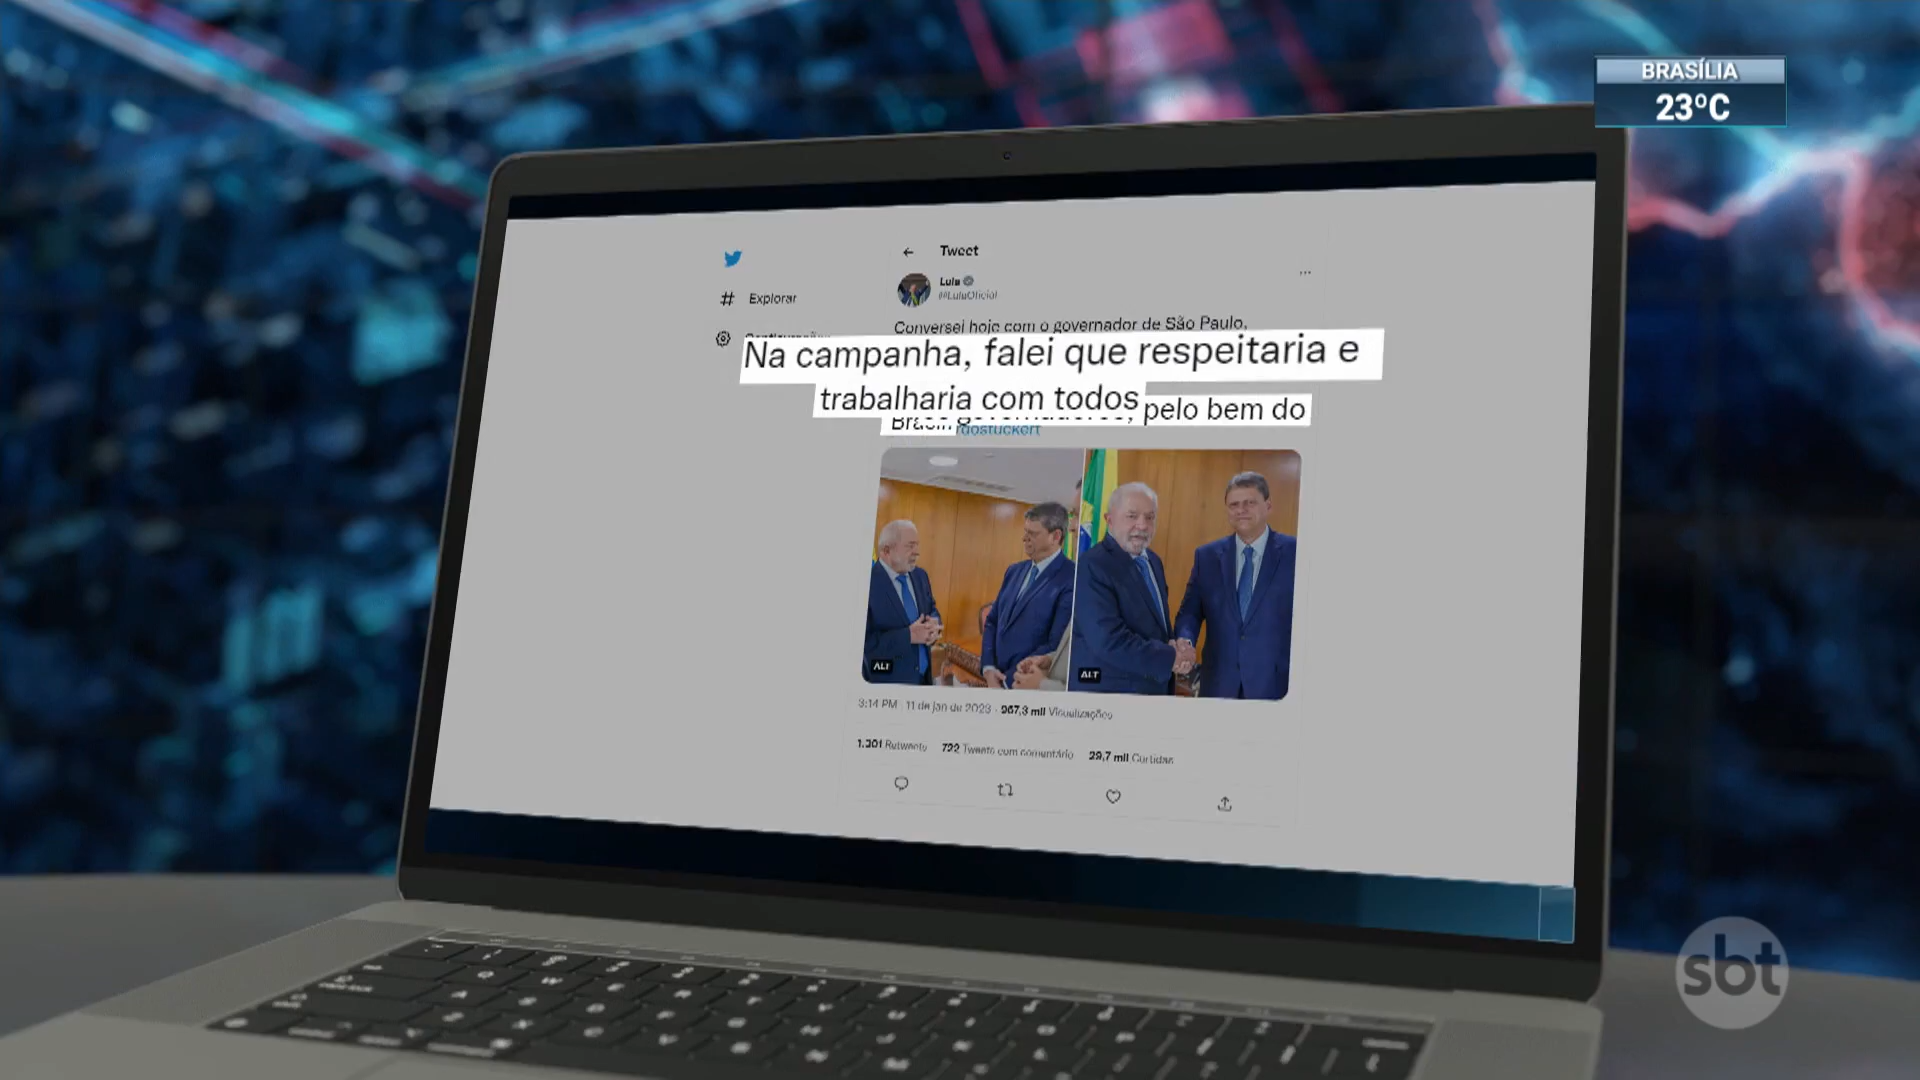 BRASÍLIA
23ºC
Tweet
Lula
@LulaOficial
Explorar
Conversei hoje com o governador de São Paulo,
Na campanha, falei que respeitaria e
trabalharia com todos
pelo bem do
ALT
ALT
3:14 PM · 11 de jan de 2023 · 967,3 mil Visualizações
1.301 Retweets 722 Tweets com comentário 29,7 mil Curtidas
sbt